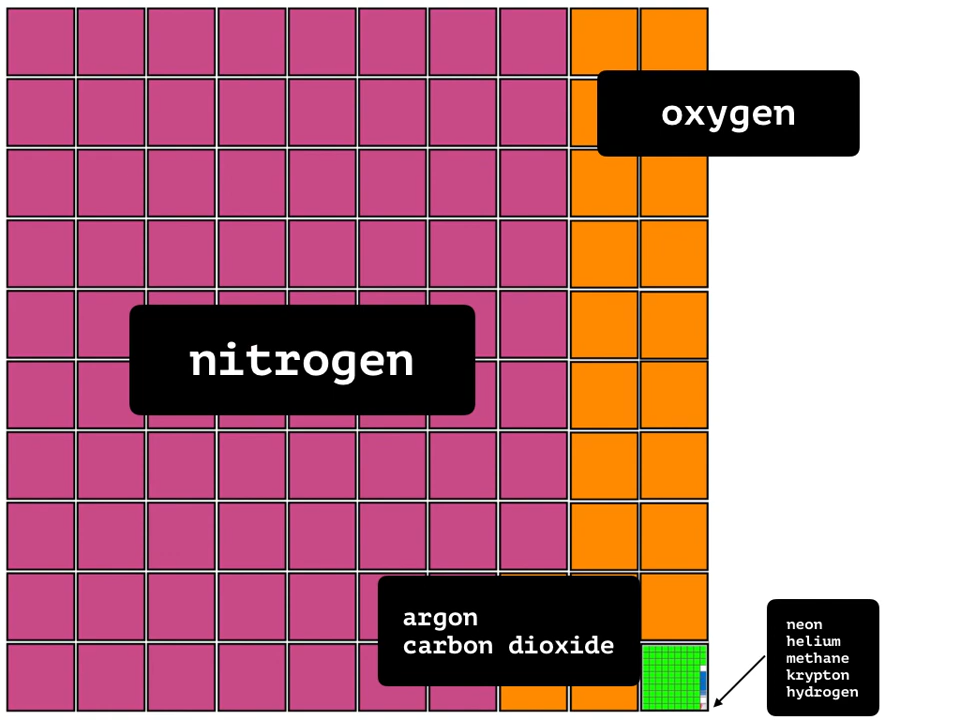 oxygen
nitrogen
argon
carbon dioxide
neon
helium
methane
krypton
hydrogen